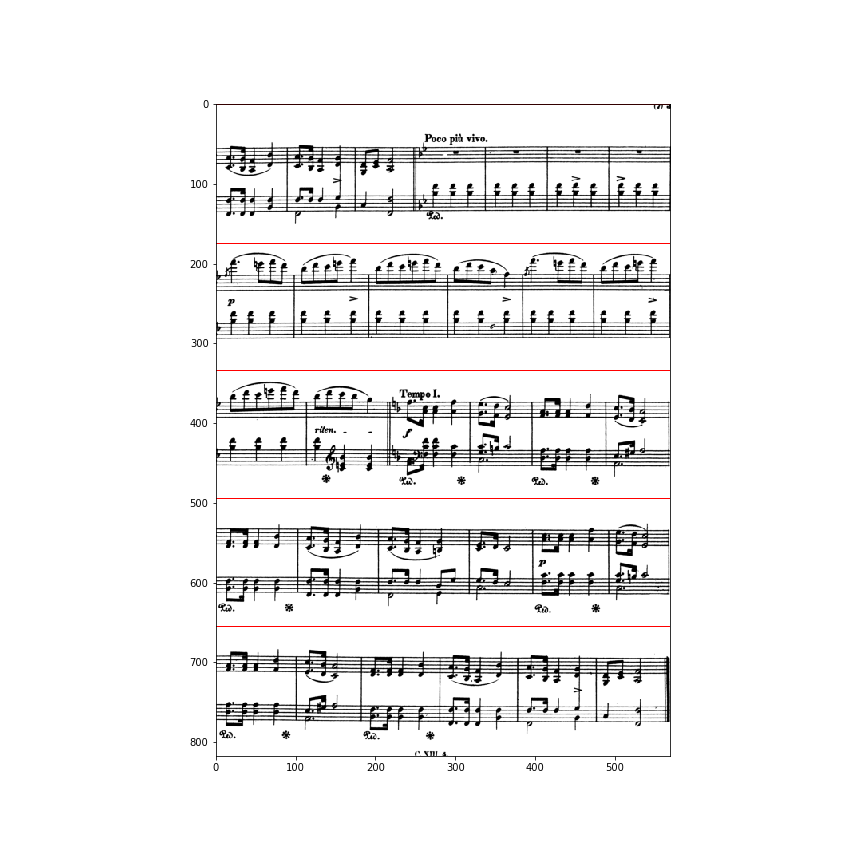 0
Poco più vivo.
100
Ped.
200
p
300
Tempo I.
400
riten. - -
p
Ped.
Ped.
500
p
600
Ped.
Ped.
700
Ped.
Ped.
800
C. XIII. 4.
0 100 200 300 400 500